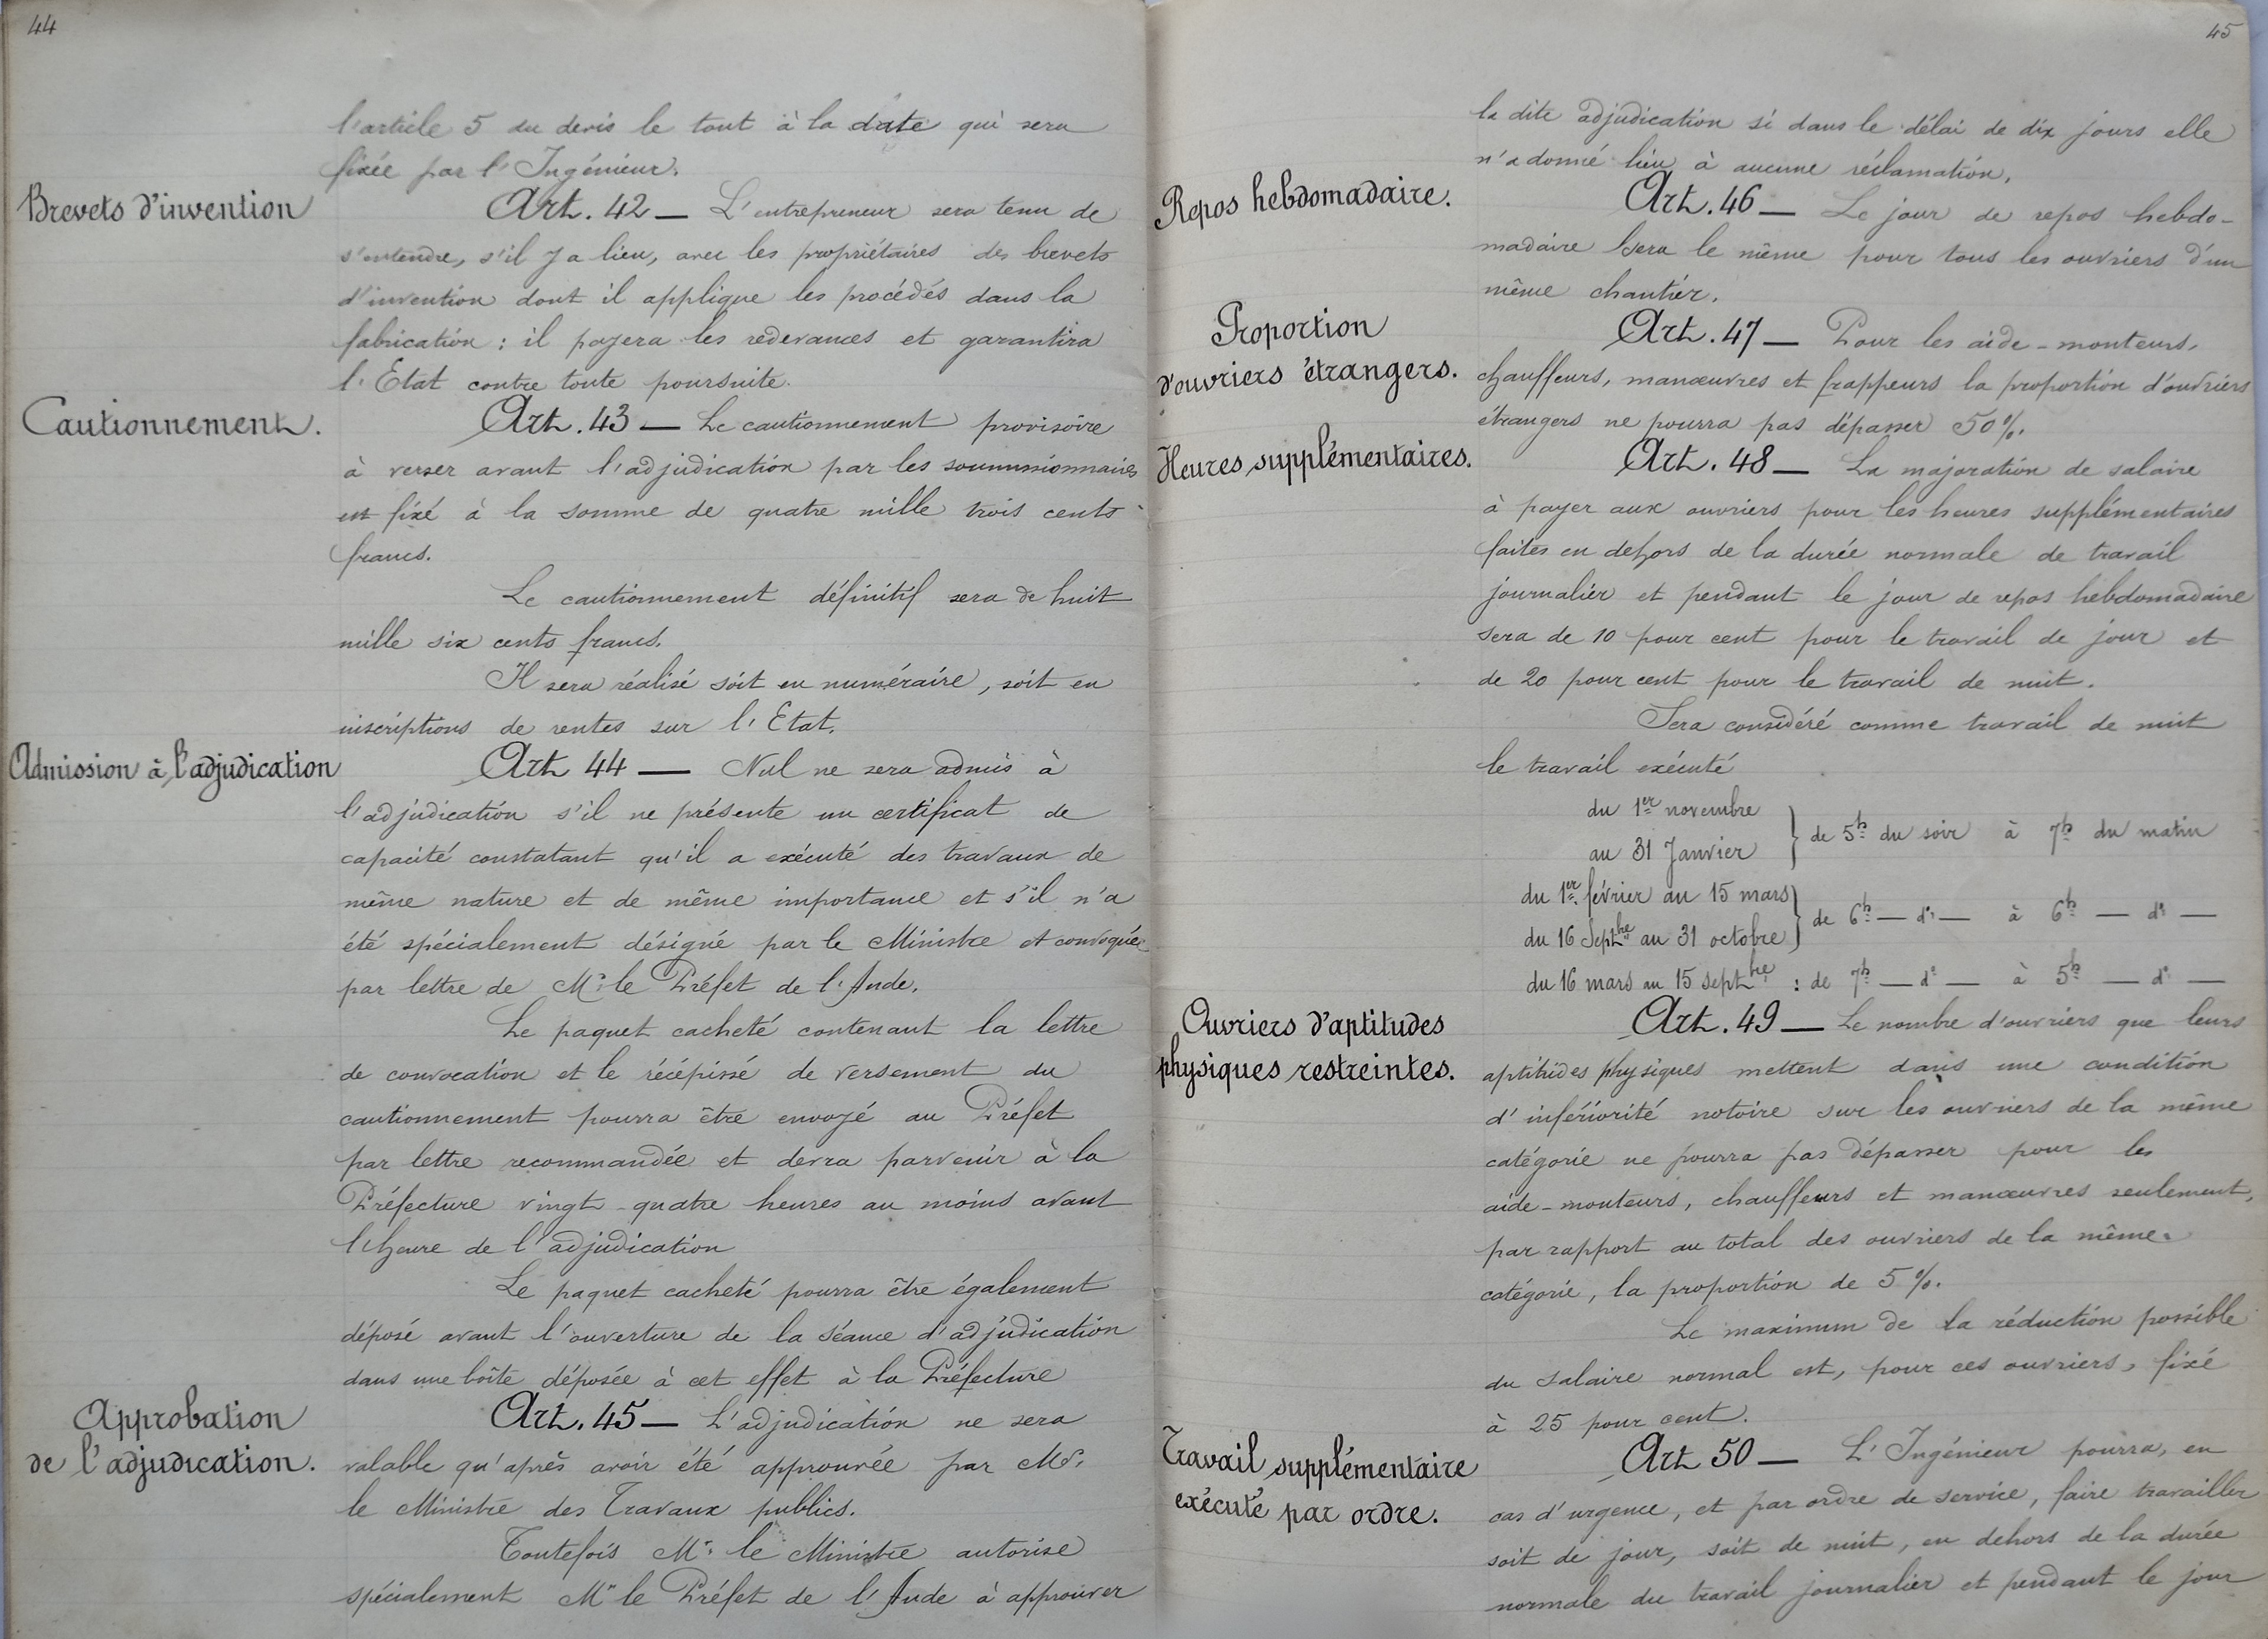 44
l'article 5 du devis le tout à la date qui sera
fixée par l'Ingénieur.
Brevets d'invention
Art. 42 — L'entrepreneur sera tenu de
s'entendre, s'il y a lieu, avec les propriétaires des brevets
d'invention dont il applique les procédés dans la
fabrication : il payera les redevances et garantira
l'Etat contre toute poursuite.
Cautionnement.
Art. 43 — Le cautionnement provisoire
à verser avant l'adjudication par les soumissionnaires
est fixé à la somme de quatre mille trois cents
francs.
Le cautionnement définitif sera de huit
mille six cents francs.
Il sera réalisé soit en numéraire, soit en
inscriptions de rentes sur l'Etat.
Admission à l'adjudication
Art 44 — Nul ne sera admis à
l'adjudication s'il ne présente un certificat de
capacité constatant qu'il a exécuté des travaux de
même nature et de même importance et s'il n'a
été spécialement désigné par le Ministre et convoqué
par lettre de Mr. le Préfet de l'Aude.
Le paquet cacheté contenant la lettre
de convocation et le récépissé de versement du
cautionnement pourra être envoyé au Préfet
par lettre recommandée et devra parvenir à la
Préfecture vingt-quatre heures au moins avant
l'heure de l'adjudication
Le paquet cacheté pourra être également
déposé avant l'ouverture de la séance d'adjudication
dans une boîte déposée à cet effet à la Préfecture
Approbation
de l'adjudication.
Art. 45 — L'adjudication ne sera
valable qu'après avoir été approuvée par Mr.
le Ministre des Travaux publics.
Toutefois Mr. le Ministre autorise
spécialement Mr le Préfet de l'Aude à approuver
45
la dite adjudication si dans le délai de dix jours elle
n'a donné lieu à aucune réclamation.
Repos hebdomadaire.
Art. 46 — Le jour de repos hebdo-
madaire sera le même pour tous les ouvriers d'un
même chantier.
Proportion
d'ouvriers étrangers.
Art. 47 — Pour les aide-monteurs,
chauffeurs, manœuvres et frappeurs la proportion d'ouvriers
étrangers ne pourra pas dépasser 50%.
Heures supplémentaires.
Art. 48 — La majoration de salaire
à payer aux ouvriers pour les heures supplémentaires
faites en dehors de la durée normale de travail
journalier et pendant le jour de repos hebdomadaire
sera de 10 pour cent pour le travail de jour et
de 20 pour cent pour le travail de nuit.
Sera considéré comme travail de nuit
le travail exécuté
du 1er novembre
au 31 Janvier } de 5h du soir à 7h du matin
du 1er février au 15 mars
du 16 Septbre au 31 octobre } de 6h — do — à 6h — do —
du 16 mars au 15 septbre : de 7h — do — à 5h — do —
Ouvriers d'aptitudes
physiques restreintes.
Art. 49 — Le nombre d'ouvriers que leurs
aptitudes physiques mettent dans une condition
d'infériorité notoire sur les ouvriers de la même
catégorie ne pourra pas dépasser pour les
aide-monteurs, chauffeurs et manœuvres seulement,
par rapport au total des ouvriers de la même
catégorie, la proportion de 5%.
Le maximum de la réduction possible
du salaire normal est, pour ces ouvriers, fixé
à 25 pour cent.
Travail supplémentaire
exécuté par ordre.
Art 50 — L'Ingénieur pourra, en
cas d'urgence, et par ordre de service, faire travailler
soit de jour, soit de nuit, en dehors de la durée
normale du travail journalier et pendant le jour